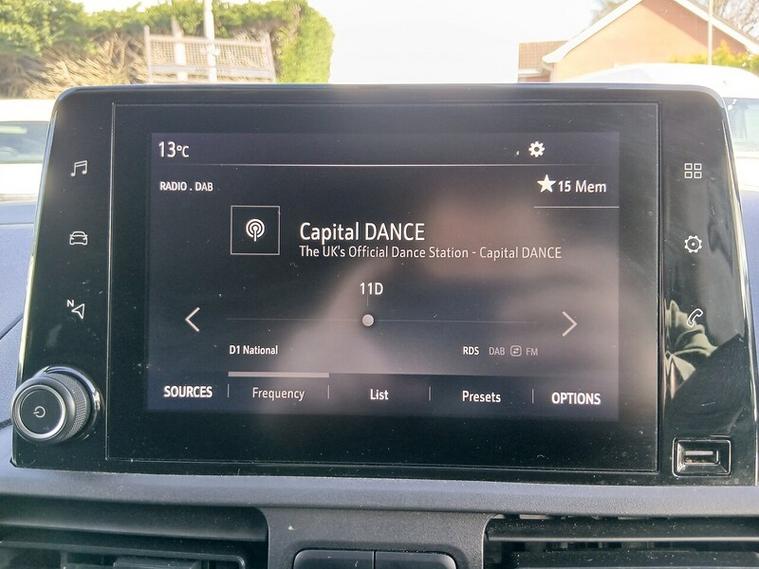 13°C
RADIO . DAB
15 Mem
Capital DANCE
The UK's Official Dance Station - Capital DANCE
11D
D1 National
RDS DAB FM
SOURCES Frequency List Presets OPTIONS
N